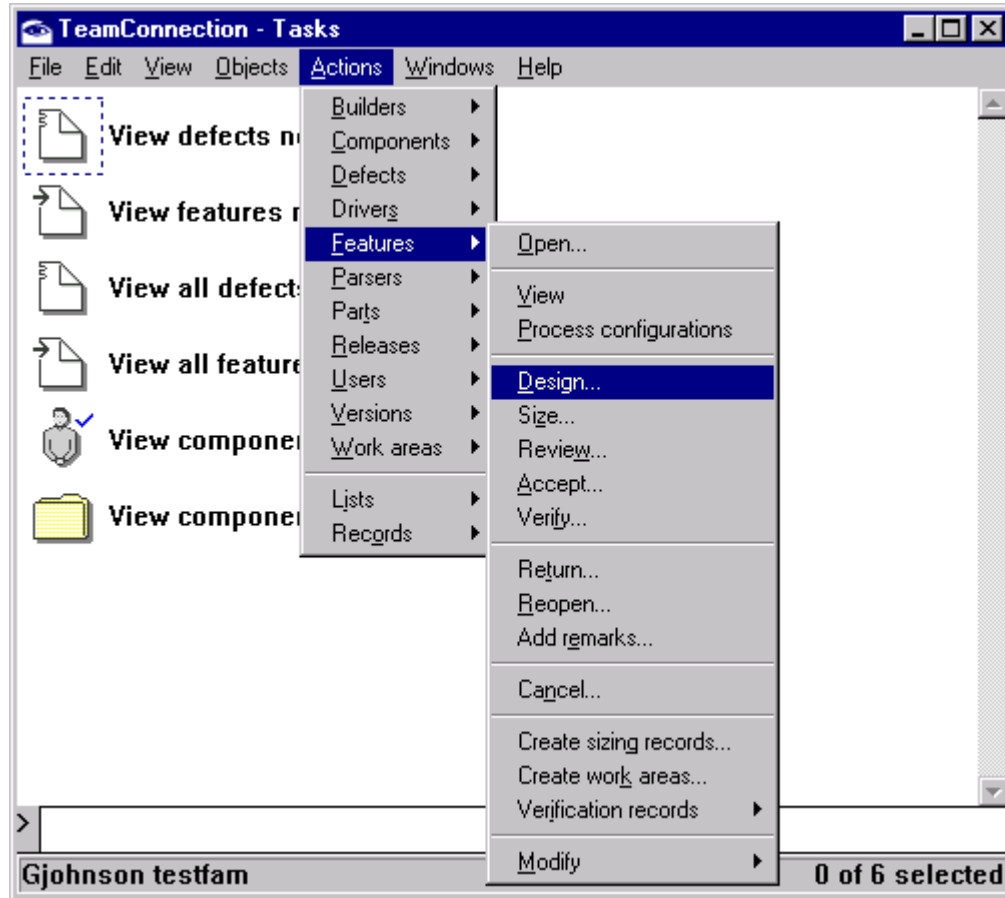 TeamConnection - Tasks
File Edit View Objects Actions Windows Help
View defects n
View features r
View all defect
View all feature
View componer
View componer
Builders
Components
Defects
Drivers
Features
Parsers
Parts
Releases
Users
Versions
Work areas
Lists
Records
Open...
View
Process configurations
Design...
Size...
Review...
Accept...
Verify...
Return...
Reopen...
Add remarks...
Cancel...
Create sizing records...
Create work areas...
Verification records
Modify
>
Gjohnson testfam 0 of 6 selected